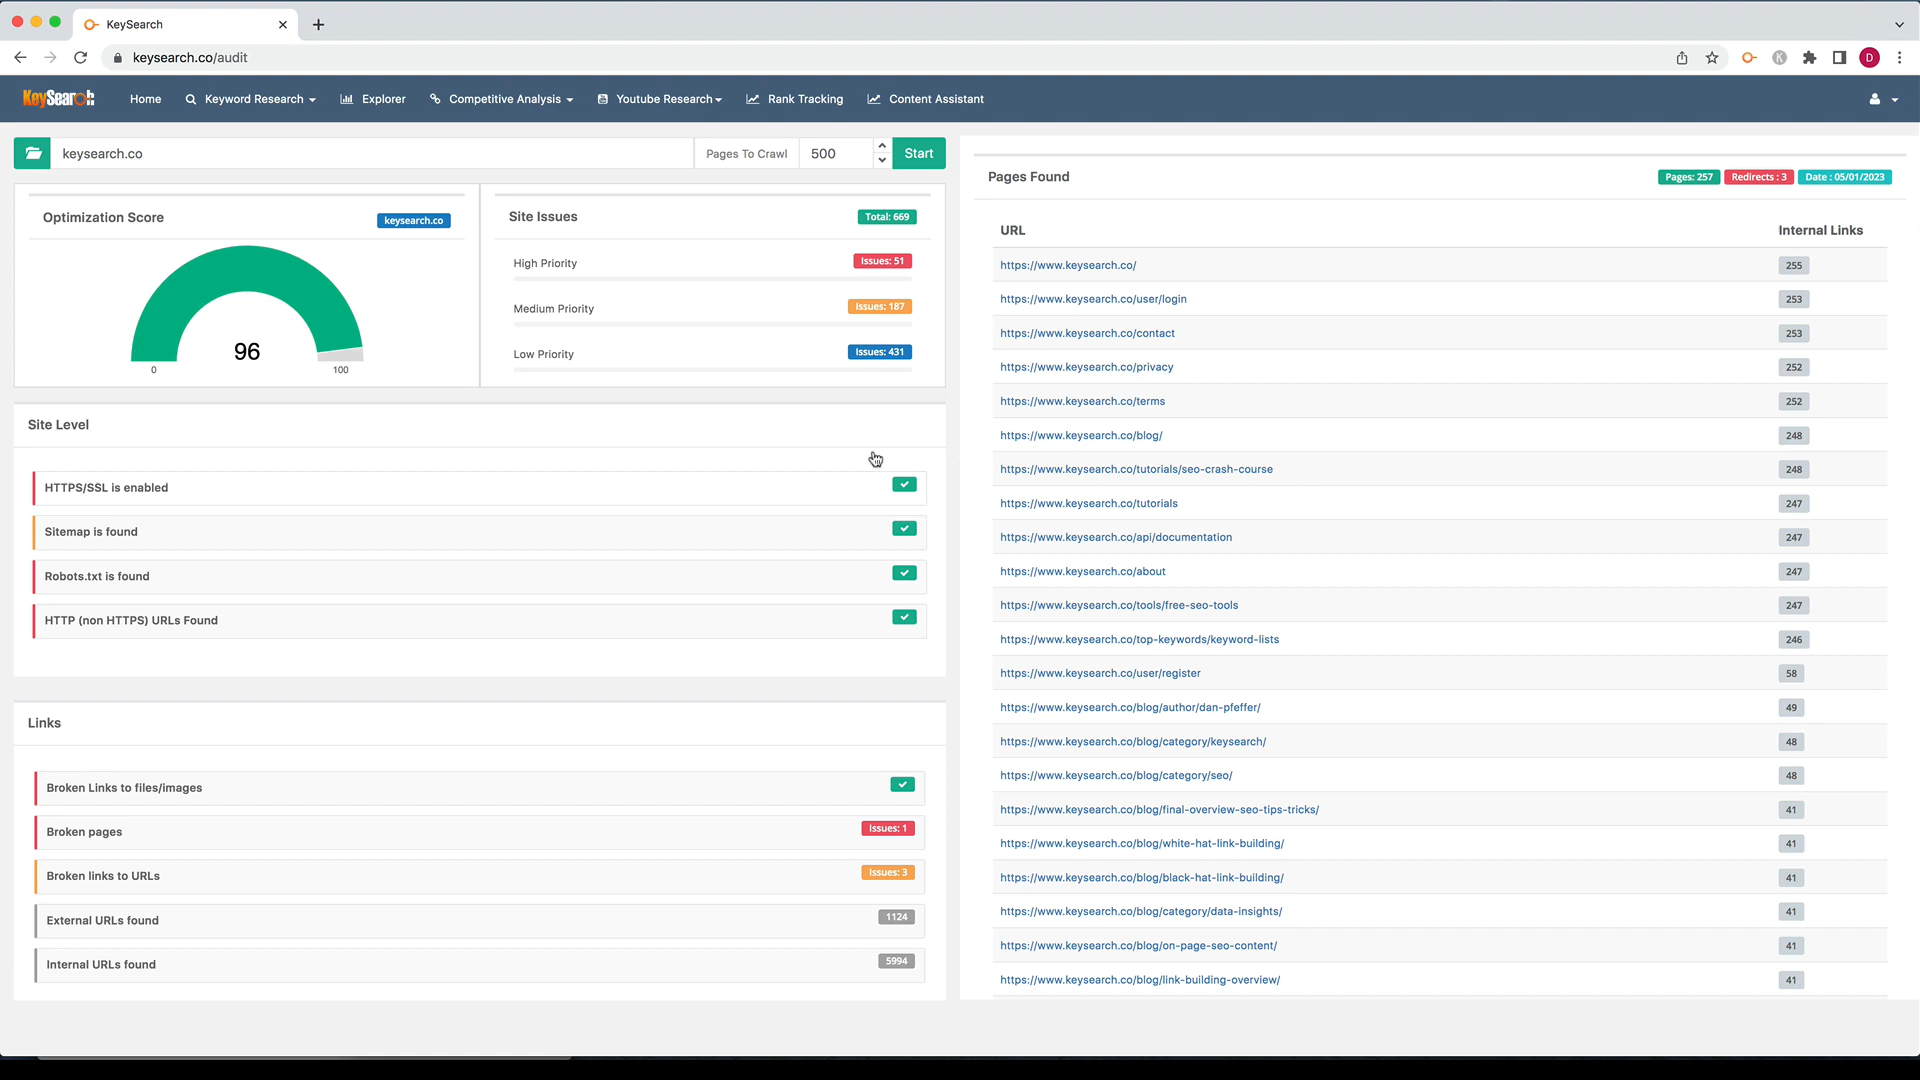 KeySearch
keysearch.co/audit
D
KeySearch
Home
Keyword Research
Explorer
Competitive Analysis
Youtube Research
Rank Tracking
Content Assistant
keysearch.co
Pages To Crawl
500
Start
Optimization Score
keysearch.co
96
0
100
Site Issues
Total: 669
High Priority
Issues: 51
Medium Priority
Issues: 187
Low Priority
Issues: 431
Site Level
HTTPS/SSL is enabled
Sitemap is found
Robots.txt is found
HTTP (non HTTPS) URLs Found
Links
Broken Links to files/images
Broken pages
Issues: 1
Broken links to URLs
Issues: 3
External URLs found
1124
Internal URLs found
5994
Pages Found
Pages: 257
Redirects : 3
Date : 05/01/2023
URL
Internal Links
https://www.keysearch.co/
255
https://www.keysearch.co/user/login
253
https://www.keysearch.co/contact
253
https://www.keysearch.co/privacy
252
https://www.keysearch.co/terms
252
https://www.keysearch.co/blog/
248
https://www.keysearch.co/tutorials/seo-crash-course
248
https://www.keysearch.co/tutorials
247
https://www.keysearch.co/api/documentation
247
https://www.keysearch.co/about
247
https://www.keysearch.co/tools/free-seo-tools
247
https://www.keysearch.co/top-keywords/keyword-lists
246
https://www.keysearch.co/user/register
58
https://www.keysearch.co/blog/author/dan-pfeffer/
49
https://www.keysearch.co/blog/category/keysearch/
48
https://www.keysearch.co/blog/category/seo/
48
https://www.keysearch.co/blog/final-overview-seo-tips-tricks/
41
https://www.keysearch.co/blog/white-hat-link-building/
41
https://www.keysearch.co/blog/black-hat-link-building/
41
https://www.keysearch.co/blog/category/data-insights/
41
https://www.keysearch.co/blog/on-page-seo-content/
41
https://www.keysearch.co/blog/link-building-overview/
41